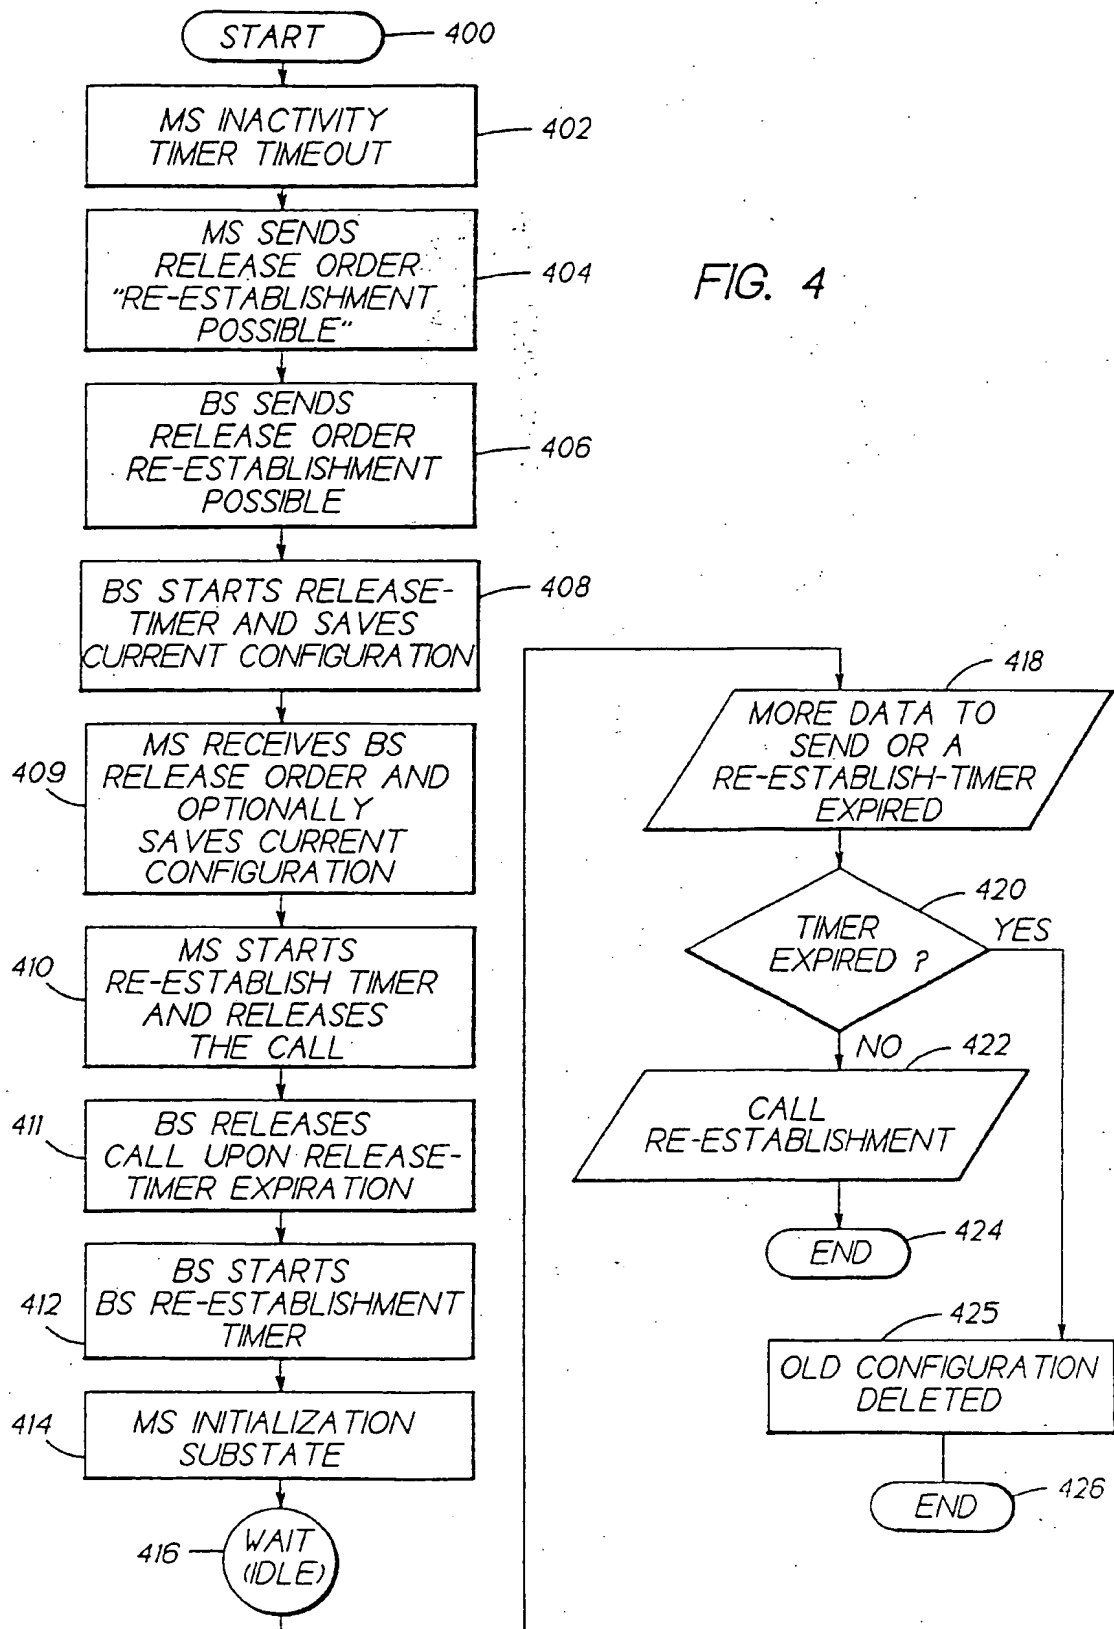 START
400
MS INACTIVITY
TIMER TIMEOUT
402
MS SENDS
RELEASE ORDER
"RE-ESTABLISHMENT
POSSIBLE"
404
FIG. 4
BS SENDS
RELEASE ORDER
RE-ESTABLISHMENT
POSSIBLE
406
BS STARTS RELEASE-
TIMER AND SAVES
CURRENT CONFIGURATION
408
MS RECEIVES BS
RELEASE ORDER AND
OPTIONALLY
SAVES CURRENT
CONFIGURATION
409
MS STARTS
RE-ESTABLISH TIMER
AND RELEASES
THE CALL
410
BS RELEASES
CALL UPON RELEASE-
TIMER EXPIRATION
411
BS STARTS
BS RE-ESTABLISHMENT
TIMER
412
MS INITIALIZATION
SUBSTATE
414
WAIT
(IDLE)
416
418
MORE DATA TO
SEND OR A
RE-ESTABLISH-TIMER
EXPIRED
420
TIMER
EXPIRED ?
YES
NO
422
CALL
RE-ESTABLISHMENT
END
424
425
OLD CONFIGURATION
DELETED
END
426